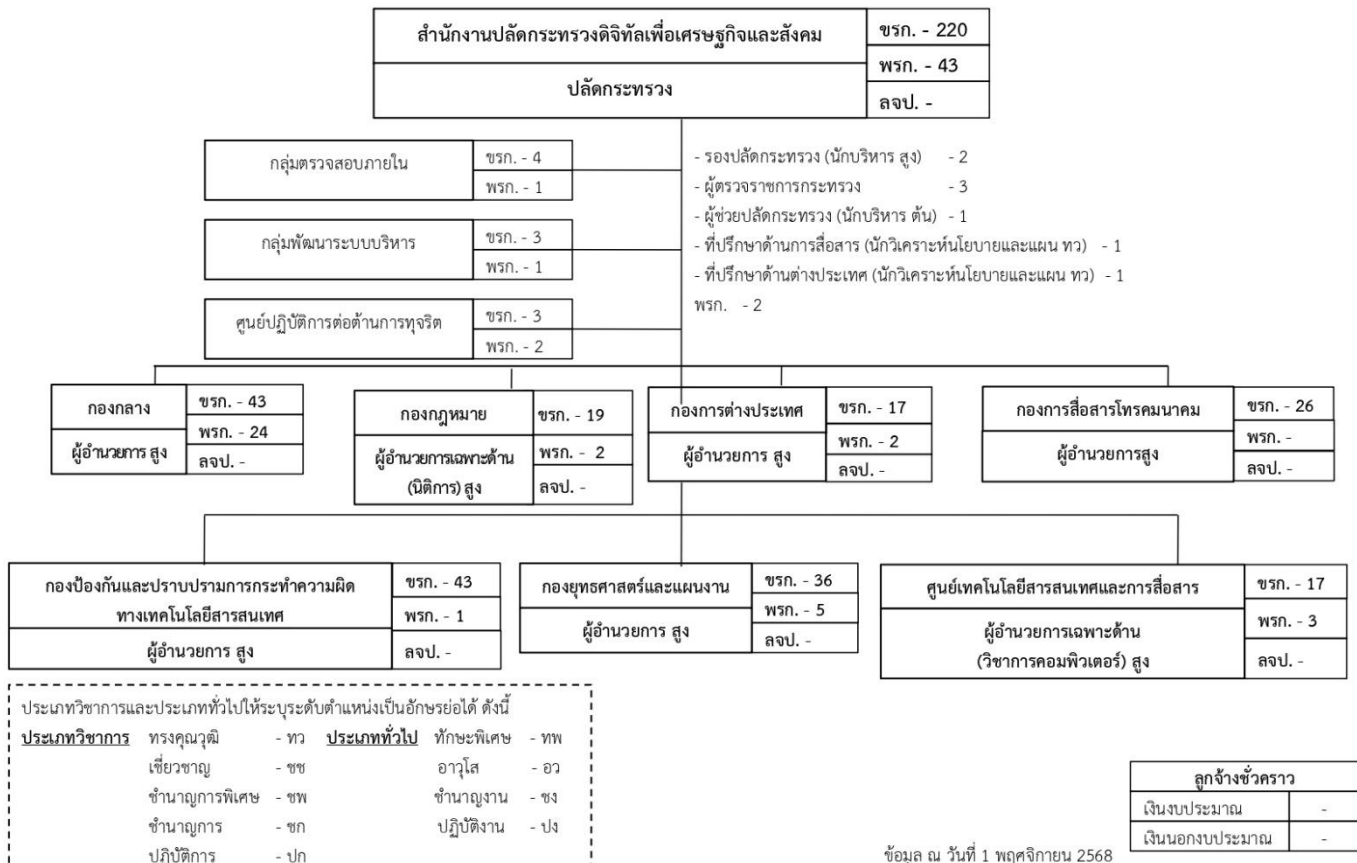 สำนักงานปลัดกระทรวงดิจิทัลเพื่อเศรษฐกิจและสังคม
ปลัดกระทรวง
ขรก. - 220
พรก. - 43
ลจป. -
กลุ่มตรวจสอบภายใน
ขรก. - 4
พรก. - 1
กลุ่มพัฒนาระบบบริหาร
ขรก. - 3
พรก. - 1
ศูนย์ปฏิบัติการต่อต้านการทุจริต
ขรก. - 3
พรก. - 2
- รองปลัดกระทรวง (นักบริหาร สูง) - 2
- ผู้ตรวจราชการกระทรวง - 3
- ผู้ช่วยปลัดกระทรวง (นักบริหาร ต้น) - 1
- ที่ปรึกษาด้านการสื่อสาร (นักวิเคราะห์นโยบายและแผน ทว) - 1
- ที่ปรึกษาด้านต่างประเทศ (นักวิเคราะห์นโยบายและแผน ทว) - 1
พรก. - 2
กองกลาง
ผู้อำนวยการ สูง
ขรก. - 43
พรก. - 24
ลจป. -
กองกฎหมาย
ผู้อำนวยการเฉพาะด้าน
(นิติการ) สูง
ขรก. - 19
พรก. - 2
ลจป. -
กองการต่างประเทศ
ผู้อำนวยการ สูง
ขรก. - 17
พรก. - 2
ลจป. -
กองการสื่อสารโทรคมนาคม
ผู้อำนวยการสูง
ขรก. - 26
พรก. -
ลจป. -
กองป้องกันและปราบปรามการกระทำความผิด
ทางเทคโนโลยีสารสนเทศ
ผู้อำนวยการ สูง
ขรก. - 43
พรก. - 1
ลจป. -
กองยุทธศาสตร์และแผนงาน
ผู้อำนวยการ สูง
ขรก. - 36
พรก. - 5
ลจป. -
ศูนย์เทคโนโลยีสารสนเทศและการสื่อสาร
ผู้อำนวยการเฉพาะด้าน
(วิชาการคอมพิวเตอร์) สูง
ขรก. - 17
พรก. - 3
ลจป. -
ประเภทวิชาการและประเภททั่วไปให้ระบุระดับตำแหน่งเป็นอักษรย่อได้ ดังนี้
ประเภทวิชาการ ทรงคุณวุฒิ - ทว ประเภททั่วไป ทักษะพิเศษ - ทพ
เชี่ยวชาญ - ชช อาวุโส - อว
ชำนาญการพิเศษ - ชพ ชำนาญงาน - ชง
ชำนาญการ - ชก ปฏิบัติงาน - ปง
ปฏิบัติการ - ปก
ลูกจ้างชั่วคราว
เงินงบประมาณ -
เงินนอกงบประมาณ -
ข้อมูล ณ วันที่ 1 พฤศจิกายน 2568